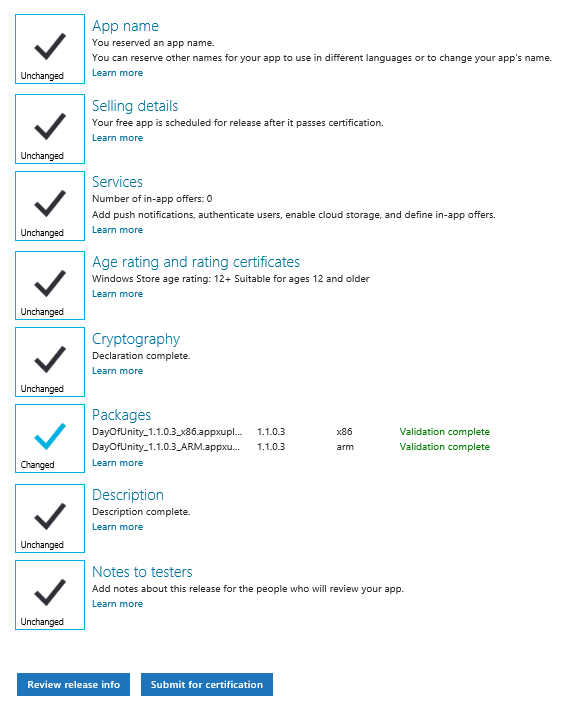 App name
You reserved an app name.
You can reserve other names for your app to use in different languages or to change your app's name.
Learn more
Unchanged
Selling details
Your free app is scheduled for release after it passes certification.
Learn more
Unchanged
Services
Number of in-app offers: 0
Add push notifications, authenticate users, enable cloud storage, and define in-app offers.
Learn more
Unchanged
Age rating and rating certificates
Windows Store age rating: 12+ Suitable for ages 12 and older
Learn more
Unchanged
Cryptography
Declaration complete.
Learn more
Unchanged
Packages
DayOfUnity_1.1.0.3_x86.appxupl... 1.1.0.3 x86 Validation complete
DayOfUnity_1.1.0.3_ARM.appxu... 1.1.0.3 arm Validation complete
Learn more
Changed
Description
Description complete.
Learn more
Unchanged
Notes to testers
Add notes about this release for the people who will review your app.
Learn more
Unchanged
Review release info Submit for certification